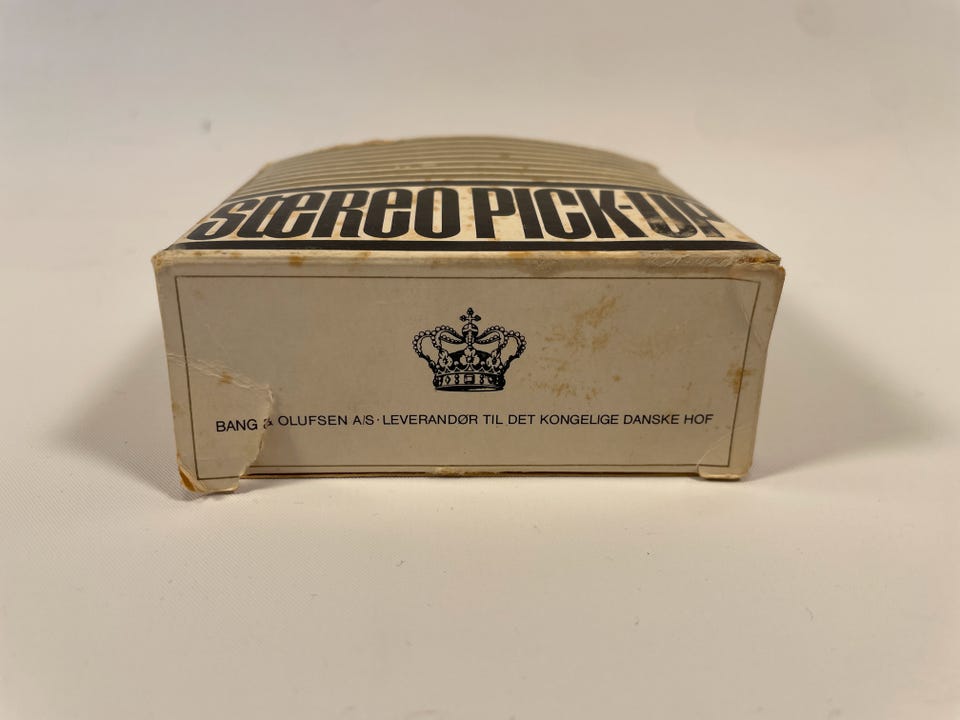 STEREO PICK-UP
BANG & OLUFSEN A/S · LEVERANDØR TIL DET KONGELIGE DANSKE HOF